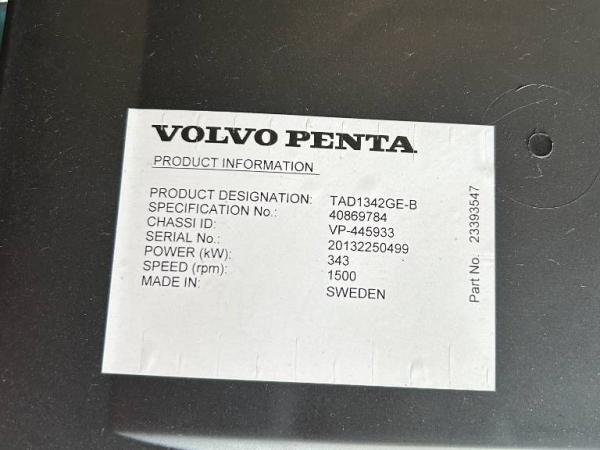 VOLVO PENTA
PRODUCT INFORMATION
PRODUCT DESIGNATION: TAD1342GE-B
SPECIFICATION No.: 40869784
CHASSI ID: VP-445933
SERIAL No.: 20132250499
POWER (kW): 343
SPEED (rpm): 1500
MADE IN: SWEDEN
Part No. 23393547